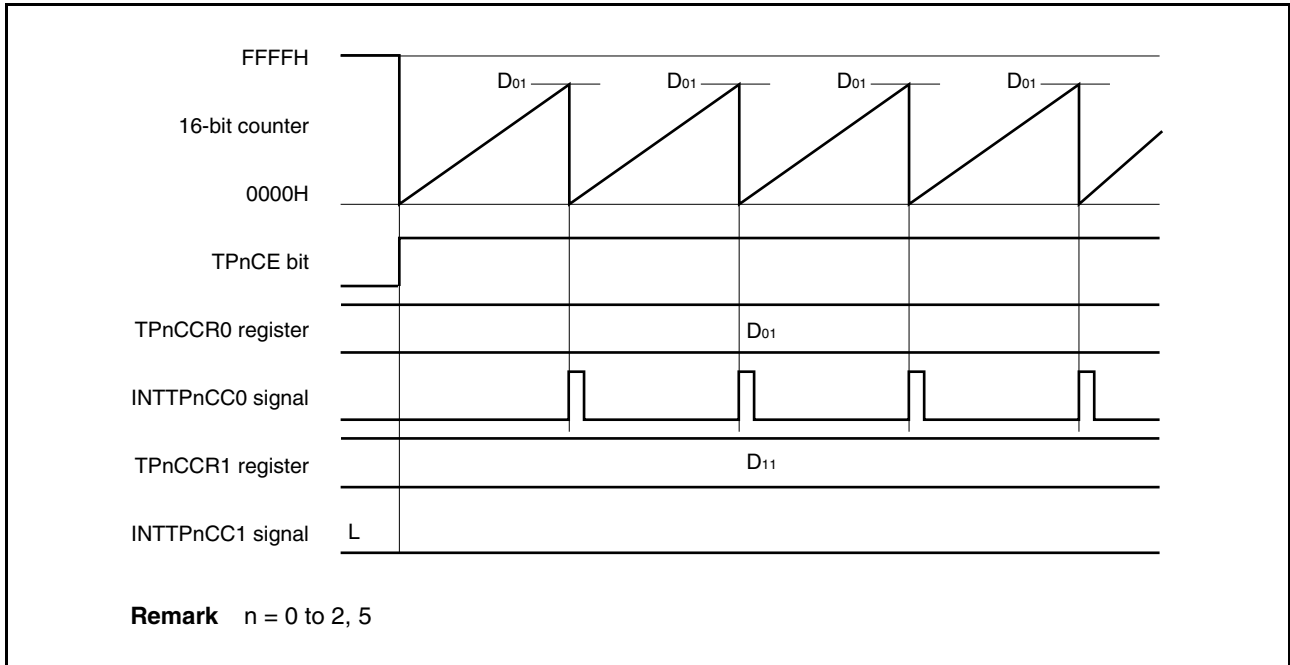 FFFFH
D01 D01 D01 D01
16-bit counter
0000H
TPnCE bit
TPnCCR0 register D01
INTTPnCC0 signal
TPnCCR1 register D11
INTTPnCC1 signal L
Remark n = 0 to 2, 5